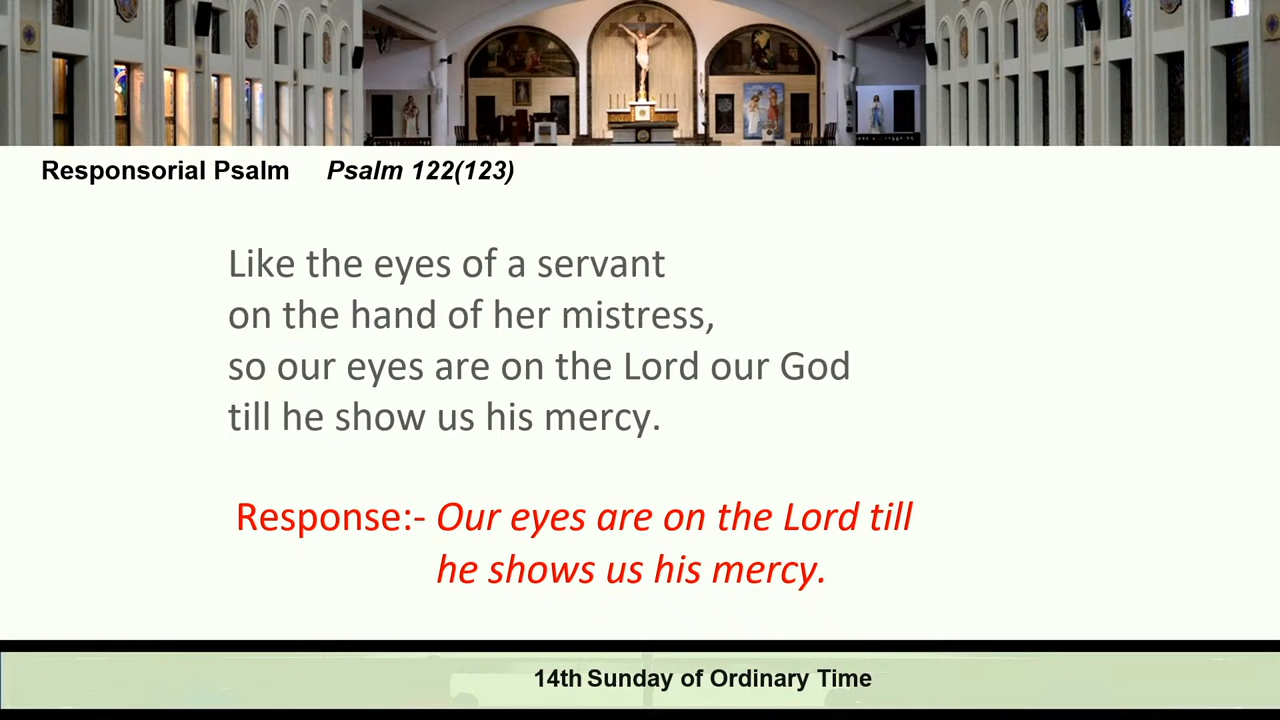 Responsorial Psalm Psalm 122(123)
Like the eyes of a servant
on the hand of her mistress,
so our eyes are on the Lord our God
till he show us his mercy.
Response:- Our eyes are on the Lord till
he shows us his mercy.
14th Sunday of Ordinary Time